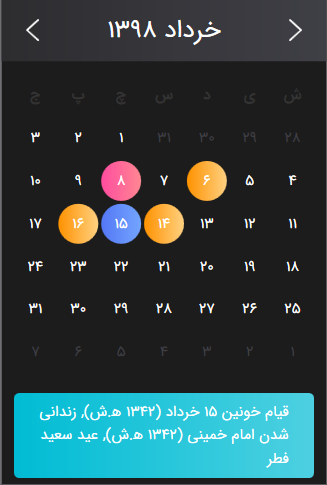 خرداد ۱۳۹۸
ش ی د س چ پ ج
۲۸ ۲۹ ۳۰ ۳۱ ۱ ۲ ۳
۴ ۵ ۶ ۷ ۸ ۹ ۱۰
۱۱ ۱۲ ۱۳ ۱۴ ۱۵ ۱۶ ۱۷
۱۸ ۱۹ ۲۰ ۲۱ ۲۲ ۲۳ ۲۴
۲۵ ۲۶ ۲۷ ۲۸ ۲۹ ۳۰ ۳۱
۱ ۲ ۳ ۴ ۵ ۶ ۷
قیام خونین ۱۵ خرداد (۱۳۴۲ ه.ش)، زندانی
شدن امام خمینی (۱۳۴۲ ه.ش)، عید سعید
فطر